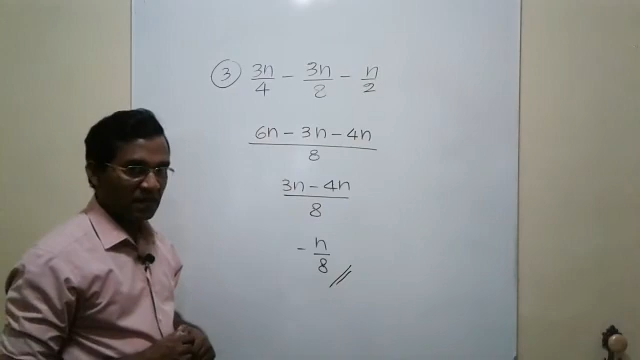 ③ 3n/4 - 3n/8 - n/2
6n - 3n - 4n / 8
3n - 4n / 8
- n/8 //